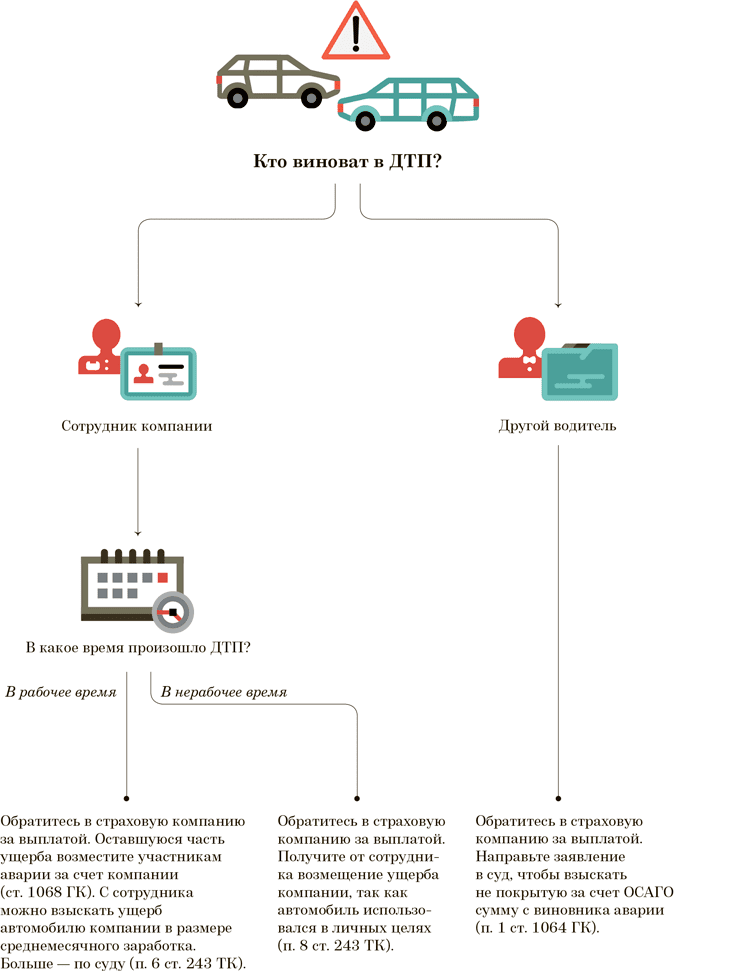 Кто виноват в ДТП?
Сотрудник компании
Другой водитель
В какое время произошло ДТП?
В рабочее время
В нерабочее время
Обратитесь в страховую компанию
за выплатой. Оставшуюся часть
ущерба возместите участникам
аварии за счет компании
(ст. 1068 ГК). С сотрудника
можно взыскать ущерб
автомобилю компании в размере
среднемесячного заработка.
Больше — по суду (п. 6 ст. 243 ТК).
Обратитесь в страховую
компанию за выплатой.
Получите от сотрудни-
ка возмещение ущерба
компании, так как
автомобиль использо-
вался в личных целях
(п. 8 ст. 243 ТК).
Обратитесь в страховую
компанию за выплатой.
Направьте заявление
в суд, чтобы взыскать
не покрытую за счет ОСАГО
сумму с виновника аварии
(п. 1 ст. 1064 ГК).